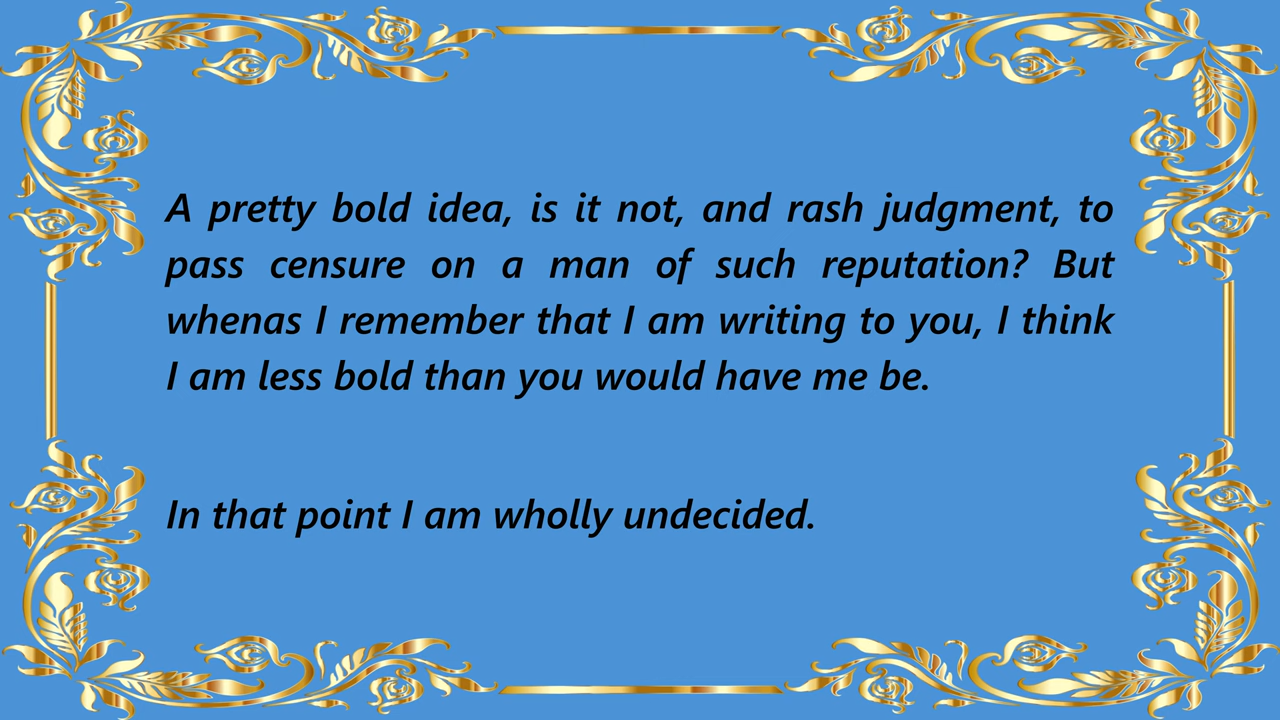 A pretty bold idea, is it not, and rash judgment, to
pass censure on a man of such reputation? But
whenas I remember that I am writing to you, I think
I am less bold than you would have me be.
In that point I am wholly undecided.